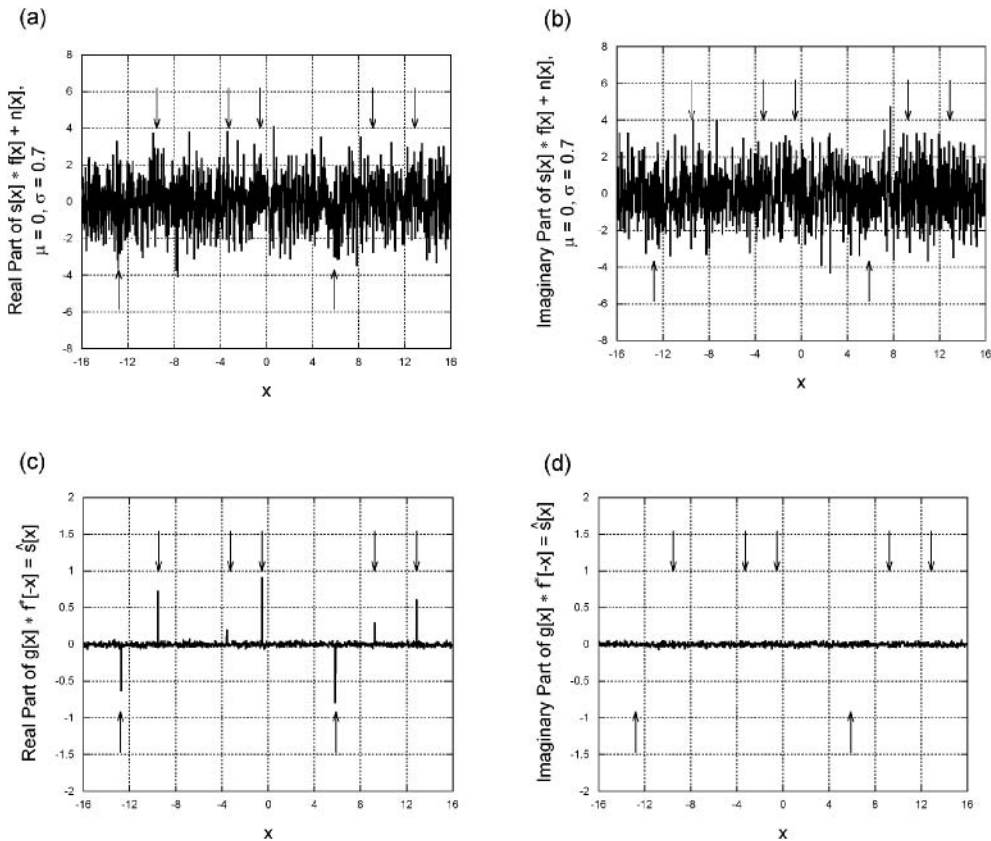 (a)
Real Part of s[x] * f[x] + n[x],
μ = 0, σ = 0.7
8
6
4
2
0
-2
-4
-6
-8
-16 -12 -8 -4 0 4 8 12 16
x
(b)
Imaginary Part of s[x] * f[x] + n[x],
μ = 0, σ = 0.7
8
6
4
2
0
-2
-4
-6
-8
-16 -12 -8 -4 0 4 8 12 16
x
(c)
Real Part of g[x] * f*[-x] = ŝ[x]
2
1.5
1
0.5
0
-0.5
-1
-1.5
-2
-16 -12 -8 -4 0 4 8 12 16
x
(d)
Imaginary Part of g[x] * f*[-x] = ŝ[x]
2
1.5
1
0.5
0
-0.5
-1
-1.5
-2
-16 -12 -8 -4 0 4 8 12 16
x